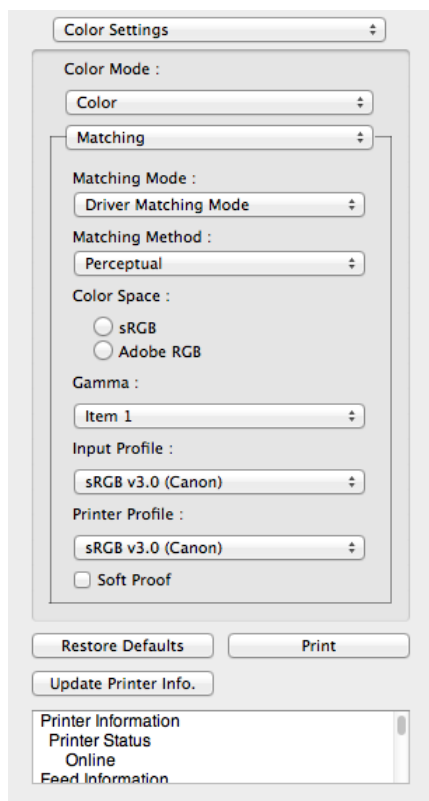 Color Settings
Color Mode :
Color
Matching
Matching Mode :
Driver Matching Mode
Matching Method :
Perceptual
Color Space :
sRGB
Adobe RGB
Gamma :
Item 1
Input Profile :
sRGB v3.0 (Canon)
Printer Profile :
sRGB v3.0 (Canon)
Soft Proof
Restore Defaults
Print
Update Printer Info.
Printer Information
Printer Status
Online
Feed Information